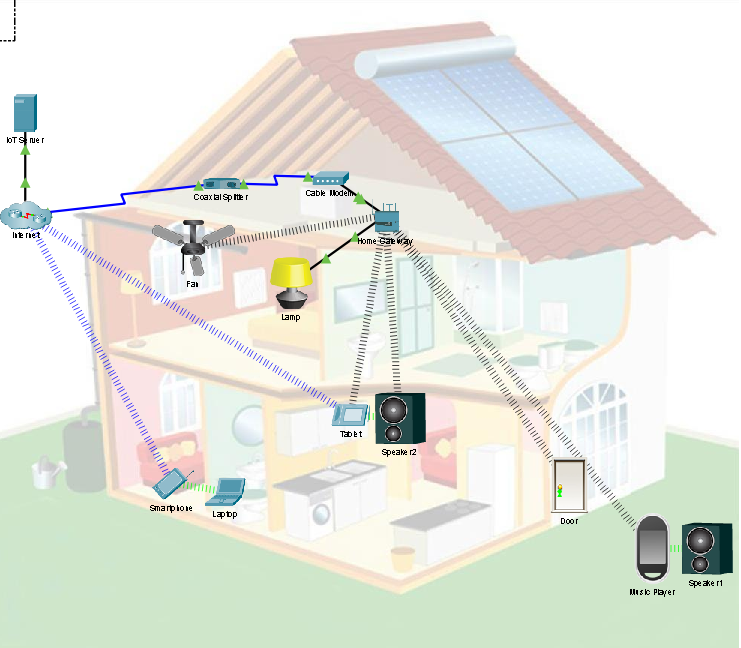 IoT Server
Coaxial Splitter
Cable Modem
Internet
Home Gateway
Fan
Lamp
Tablet
Speaker2
Smartphone
Laptop
Door
Music Player
Speaker1